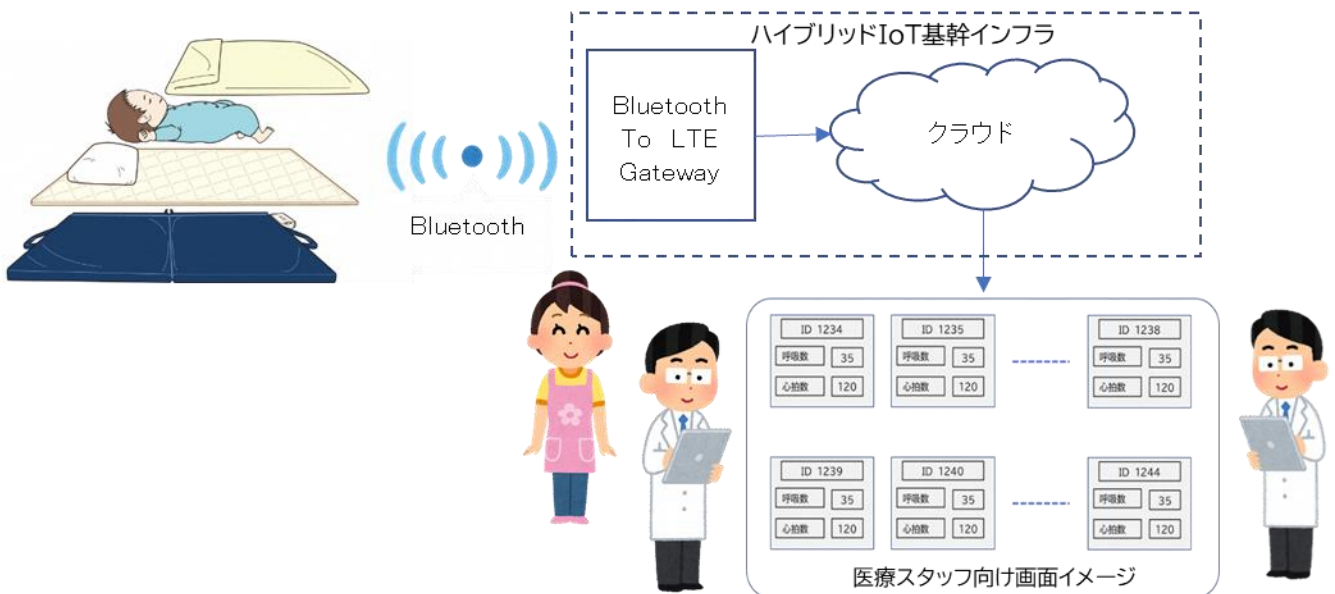 ハイブリッドIoT基幹インフラ
Bluetooth
To LTE
Gateway
クラウド
Bluetooth
ID 1234
呼吸数 35
心拍数 120
ID 1235
呼吸数 35
心拍数 120
ID 1238
呼吸数 35
心拍数 120
ID 1239
呼吸数 35
心拍数 120
ID 1240
呼吸数 35
心拍数 120
ID 1244
呼吸数 35
心拍数 120
医療スタッフ向け画面イメージ